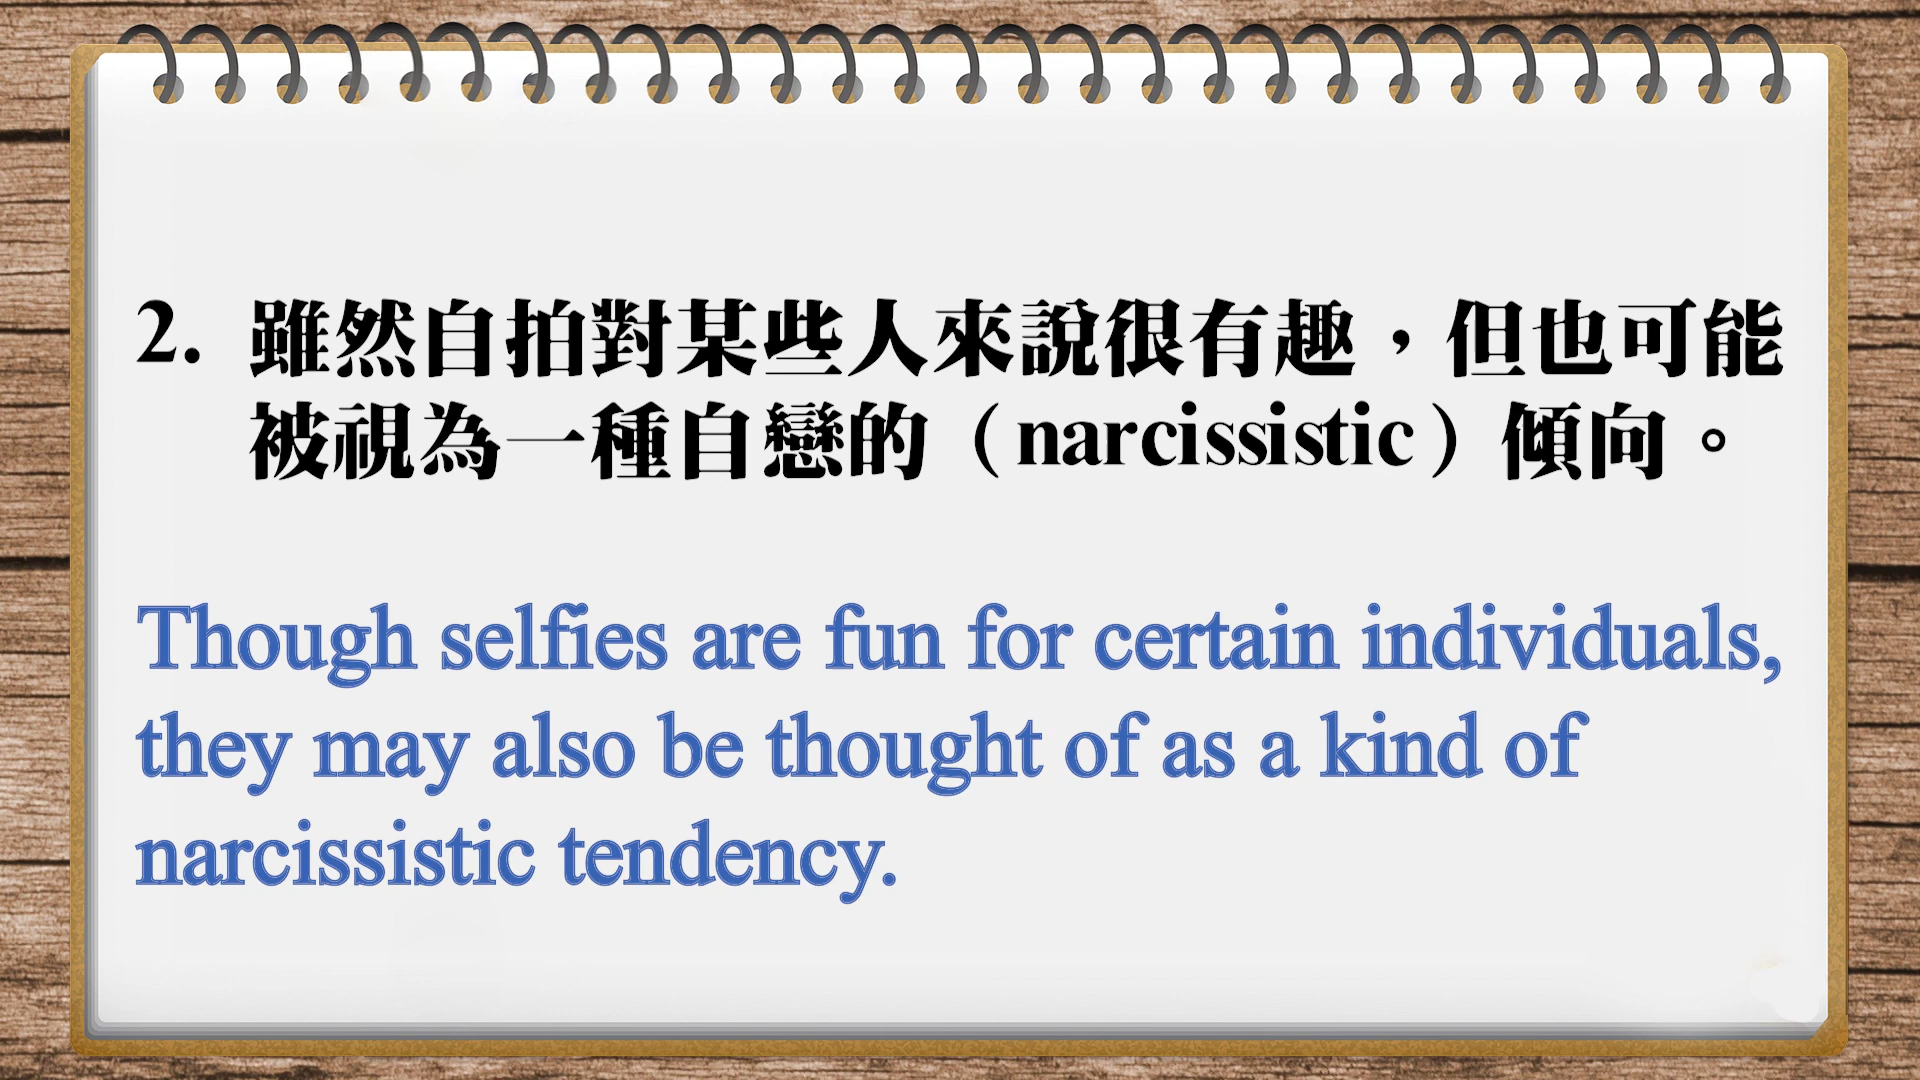 2. 雖然自拍對某些人來說很有趣，但也可能
被視為一種自戀的（narcissistic）傾向。
Though selfies are fun for certain individuals,
they may also be thought of as a kind of
narcissistic tendency.